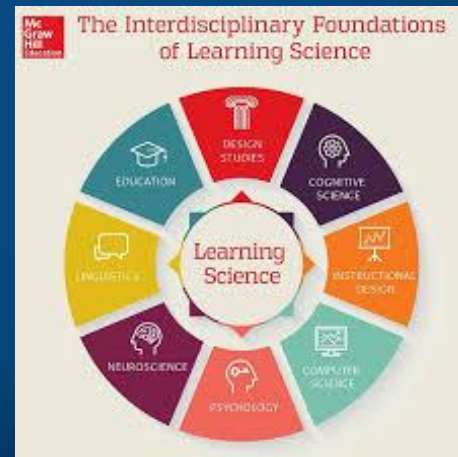 Mc
Graw
Hill
Education
The Interdisciplinary Foundations
of Learning Science
DESIGN
STUDIES
COGNITIVE
SCIENCE
INSTRUCTIONAL
DESIGN
COMPUTER
SCIENCE
PSYCHOLOGY
NEUROSCIENCE
LINGUISTICS
EDUCATION
Learning
Science